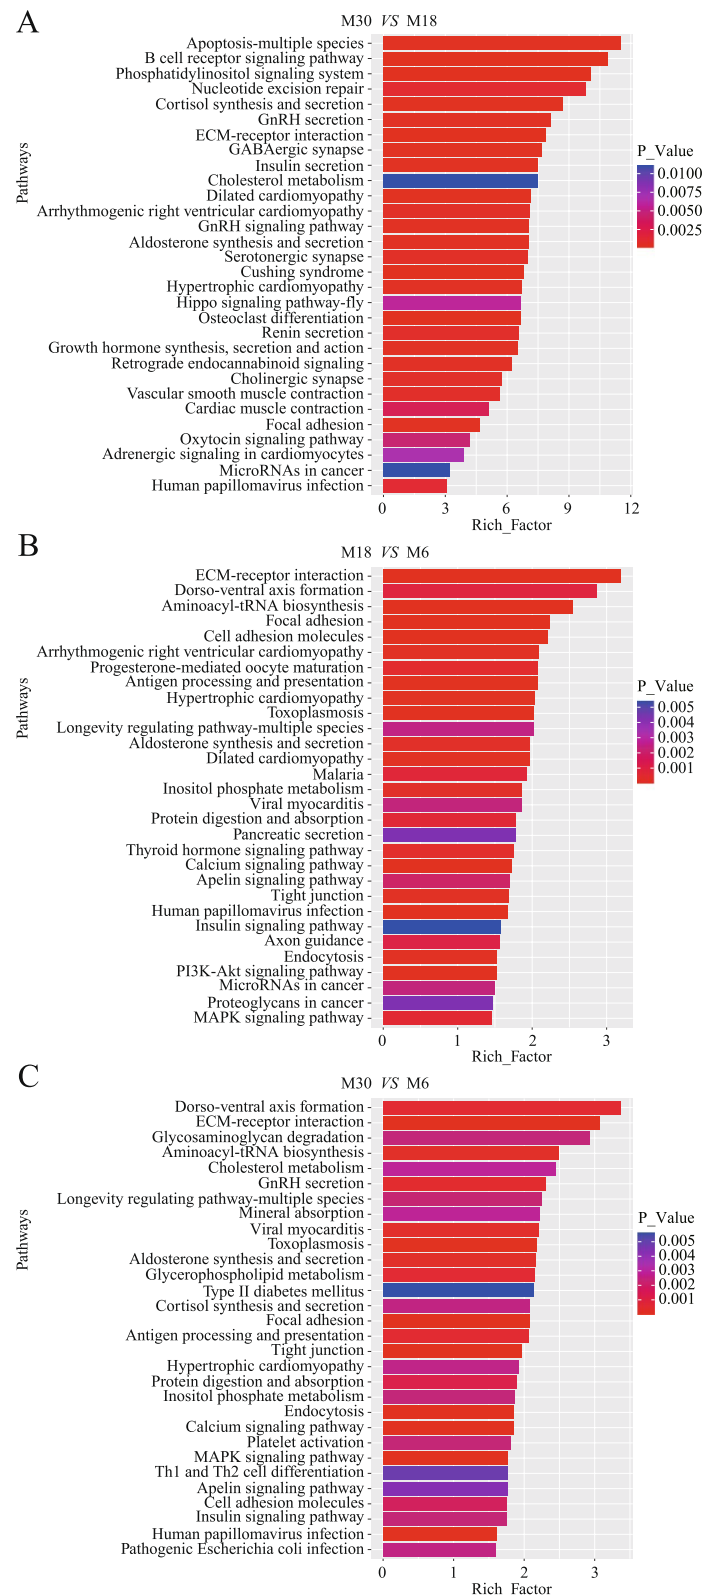 A
M30 VS M18
Apoptosis-multiple species
B cell receptor signaling pathway
Phosphatidylinositol signaling system
Nucleotide excision repair
Cortisol synthesis and secretion
GnRH secretion
ECM-receptor interaction
GABAergic synapse
Insulin secretion
Cholesterol metabolism
Dilated cardiomyopathy
Arrhythmogenic right ventricular cardiomyopathy
GnRH signaling pathway
Aldosterone synthesis and secretion
Serotonergic synapse
Cushing syndrome
Hypertrophic cardiomyopathy
Hippo signaling pathway-fly
Osteoclast differentiation
Renin secretion
Growth hormone synthesis, secretion and action
Retrograde endocannabinoid signaling
Cholinergic synapse
Vascular smooth muscle contraction
Cardiac muscle contraction
Focal adhesion
Oxytocin signaling pathway
Adrenergic signaling in cardiomyocytes
MicroRNAs in cancer
Human papillomavirus infection
Pathways
0 3 6 9 12
Rich_Factor
P_Value
0.0100
0.0075
0.0050
0.0025
B
M18 VS M6
ECM-receptor interaction
Dorso-ventral axis formation
Aminoacyl-tRNA biosynthesis
Focal adhesion
Cell adhesion molecules
Arrhythmogenic right ventricular cardiomyopathy
Progesterone-mediated oocyte maturation
Antigen processing and presentation
Hypertrophic cardiomyopathy
Toxoplasmosis
Longevity regulating pathway-multiple species
Aldosterone synthesis and secretion
Dilated cardiomyopathy
Malaria
Inositol phosphate metabolism
Viral myocarditis
Protein digestion and absorption
Pancreatic secretion
Thyroid hormone signaling pathway
Calcium signaling pathway
Apelin signaling pathway
Tight junction
Human papillomavirus infection
Insulin signaling pathway
Axon guidance
Endocytosis
PI3K-Akt signaling pathway
MicroRNAs in cancer
Proteoglycans in cancer
MAPK signaling pathway
Pathways
0 1 2 3
Rich_Factor
P_Value
0.005
0.004
0.003
0.002
0.001
C
M30 VS M6
Dorso-ventral axis formation
ECM-receptor interaction
Glycosaminoglycan degradation
Aminoacyl-tRNA biosynthesis
Cholesterol metabolism
GnRH secretion
Longevity regulating pathway-multiple species
Mineral absorption
Viral myocarditis
Toxoplasmosis
Aldosterone synthesis and secretion
Glycerophospholipid metabolism
Type II diabetes mellitus
Cortisol synthesis and secretion
Focal adhesion
Antigen processing and presentation
Tight junction
Hypertrophic cardiomyopathy
Protein digestion and absorption
Inositol phosphate metabolism
Endocytosis
Calcium signaling pathway
Platelet activation
MAPK signaling pathway
Th1 and Th2 cell differentiation
Apelin signaling pathway
Cell adhesion molecules
Insulin signaling pathway
Human papillomavirus infection
Pathogenic Escherichia coli infection
Pathways
0 1 2 3
Rich_Factor
P_Value
0.005
0.004
0.003
0.002
0.001